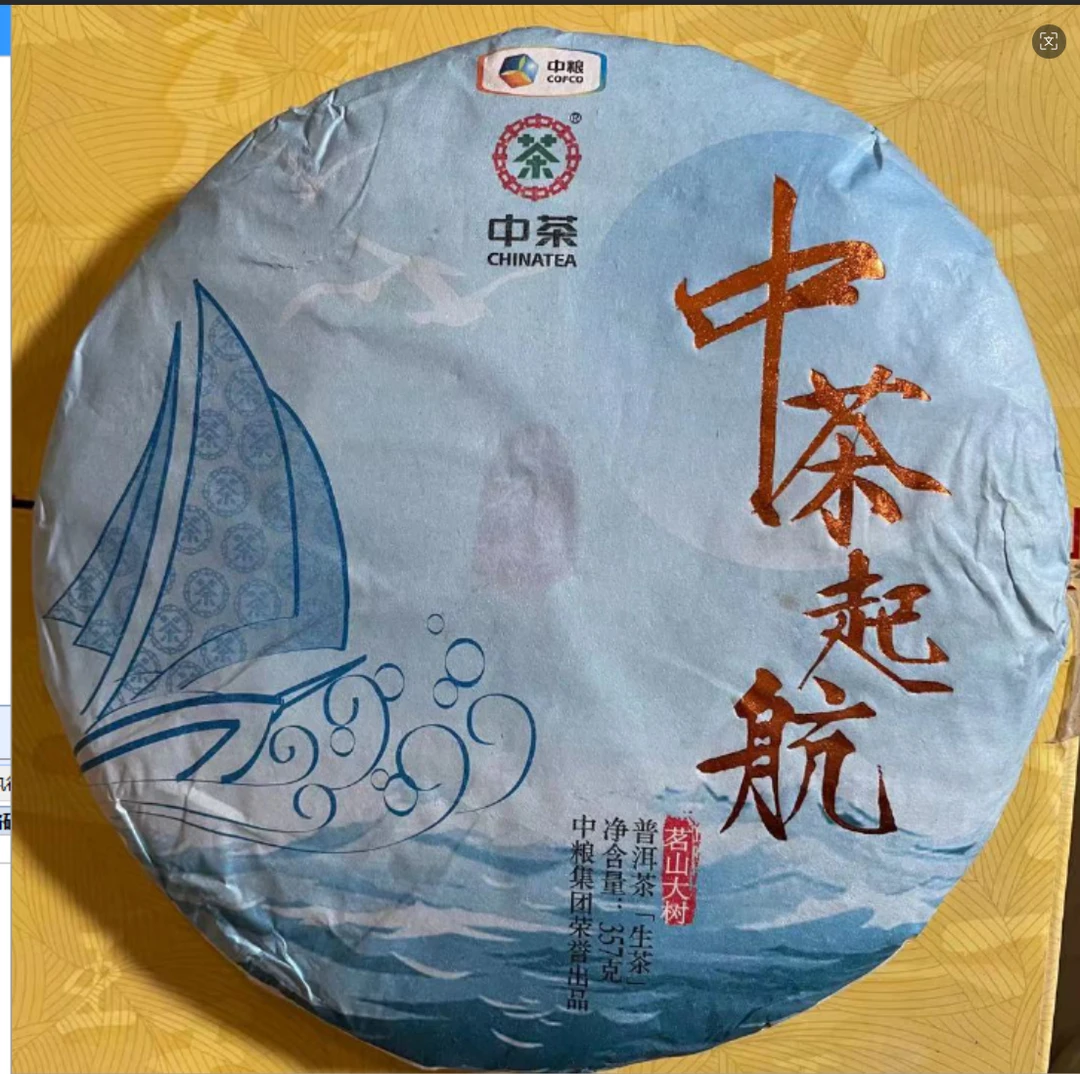 中粮
COFCO
茶
®
中茶
CHINATEA
中茶起航
茗山大树
普洱茶「生茶」
净含量：357克
中粮集团荣誉出品